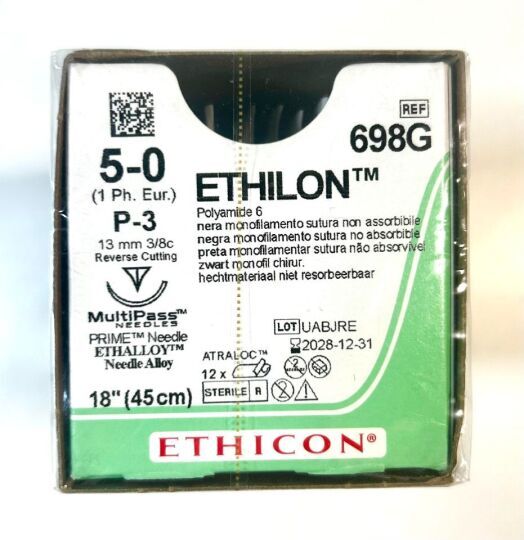 REF
698G
5-0
(1 Ph. Eur.)
P-3
13 mm 3/8c
Reverse Cutting
MultiPass™
NEEDLES
PRIME™ Needle
ETHALLOY™
Needle Alloy
18" (45cm)
ETHILON™
Polyamide 6
nera monofilamento sutura non assorbibile
negra monofilamento sutura no absorbible
preta monofilamentar sutura não absorvível
zwart monofil chirur.
hechtmateriaal niet resorbeerbaar
LOT UABJRE
2028-12-31
ATRALOC™
12 x
2
STERILE R
ETHICON®